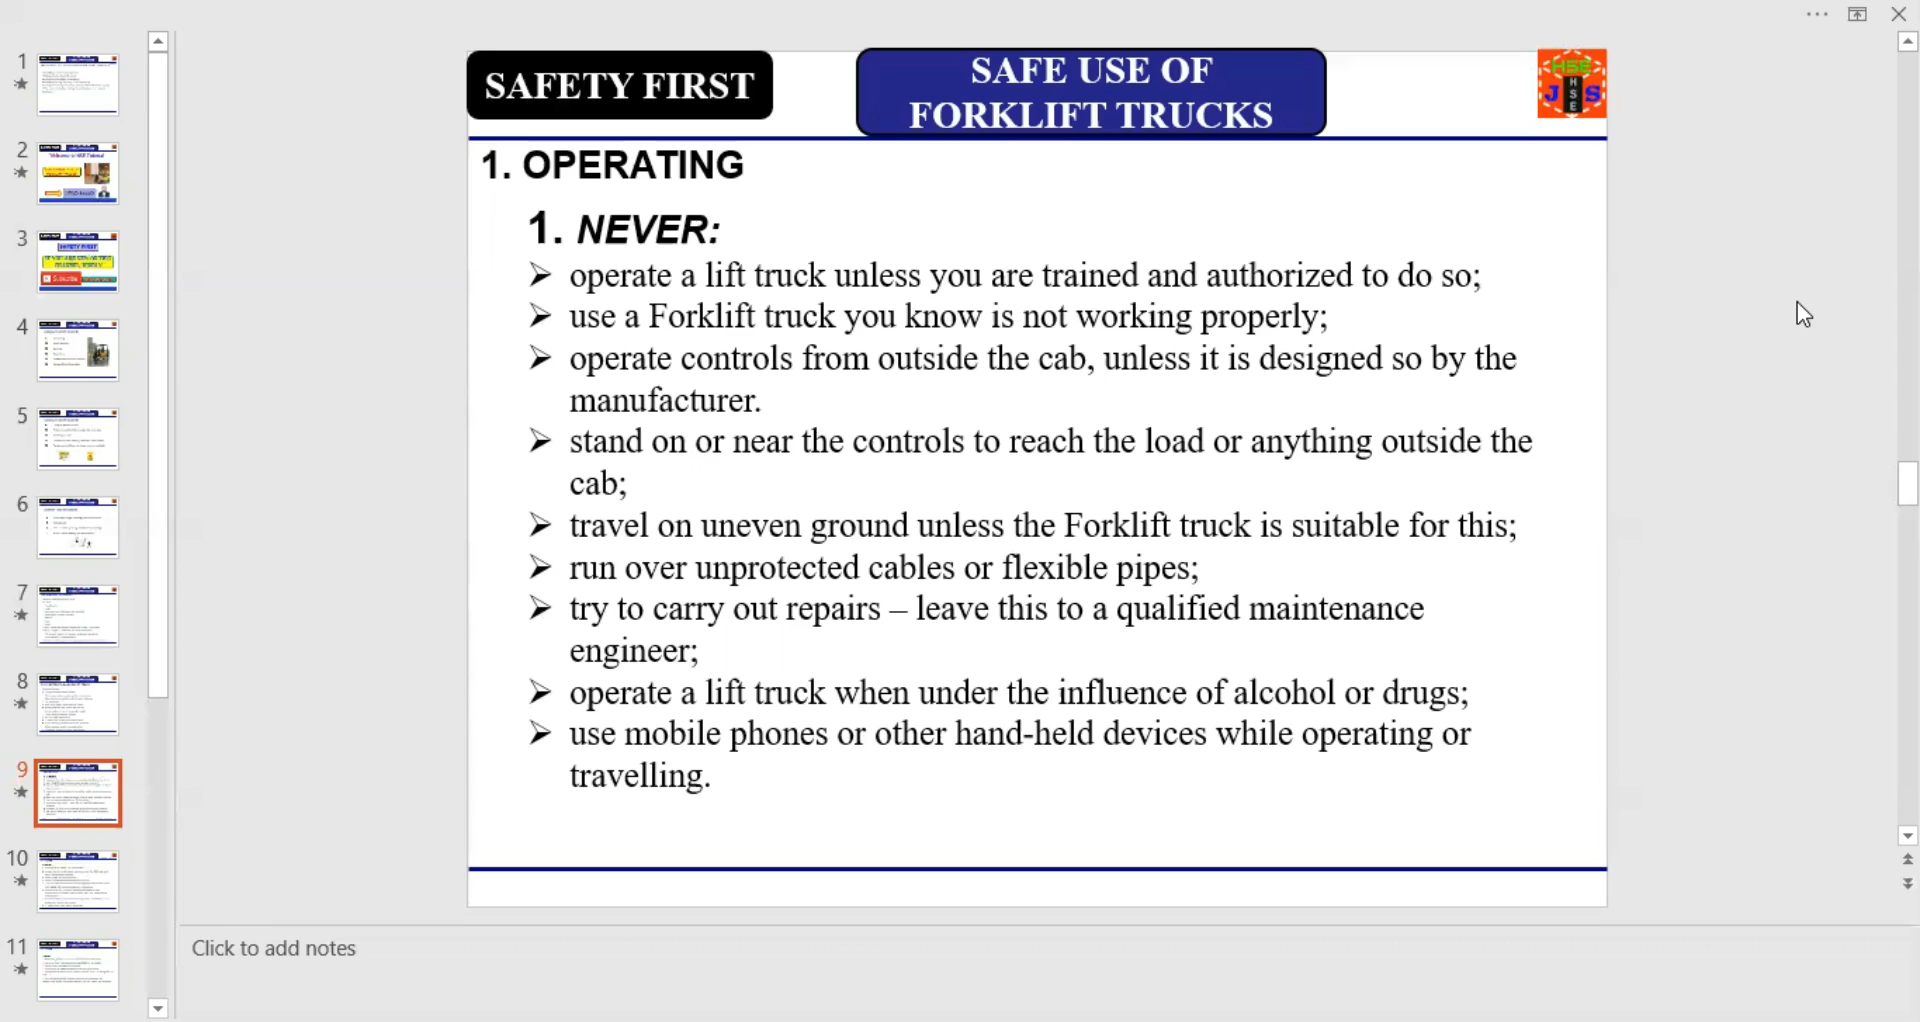 SAFETY FIRST
SAFE USE OF
FORKLIFT TRUCKS
HSE
J
H
S
E
S
1. OPERATING
1. NEVER:
➢ operate a lift truck unless you are trained and authorized to do so;
➢ use a Forklift truck you know is not working properly;
➢ operate controls from outside the cab, unless it is designed so by the
manufacturer.
➢ stand on or near the controls to reach the load or anything outside the
cab;
➢ travel on uneven ground unless the Forklift truck is suitable for this;
➢ run over unprotected cables or flexible pipes;
➢ try to carry out repairs – leave this to a qualified maintenance
engineer;
➢ operate a lift truck when under the influence of alcohol or drugs;
➢ use mobile phones or other hand-held devices while operating or
travelling.
Click to add notes
1
2
3
SAFETY FIRST
Subscribe
4
5
6
7
8
9
10
11